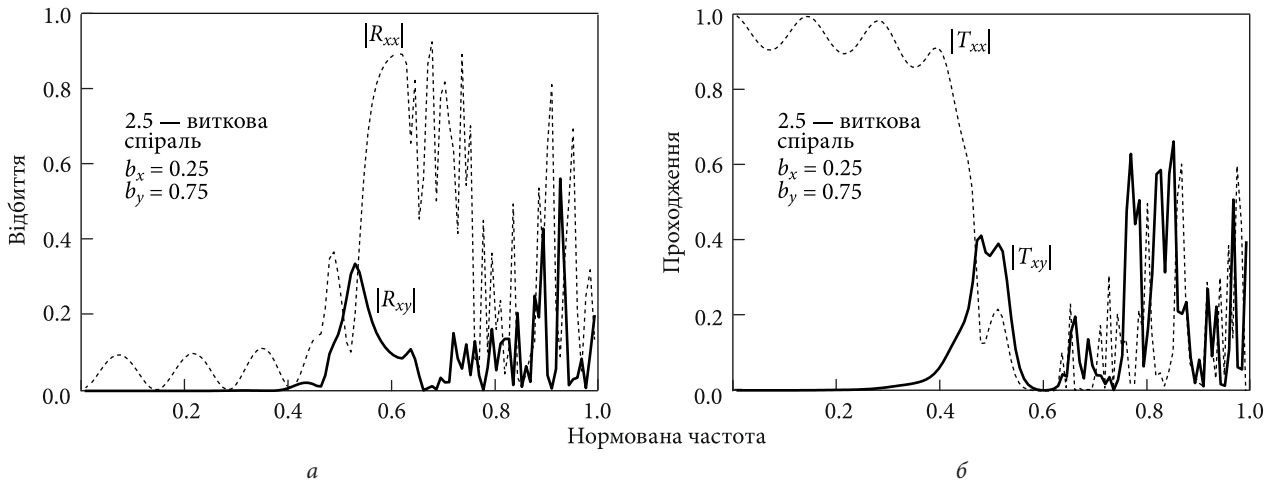 1.0
0.8
0.6
0.4
0.2
0.0
0.2
0.4
0.6
0.8
1.0
Відбиття
|Rxx|
2.5 — виткова
спіраль
bx = 0.25
by = 0.75
|Rxy|
1.0
0.8
0.6
0.4
0.2
0.0
0.2
0.4
0.6
0.8
1.0
Проходження
|Txx|
2.5 — виткова
спіраль
bx = 0.25
by = 0.75
|Txy|
Нормована частота
а
б